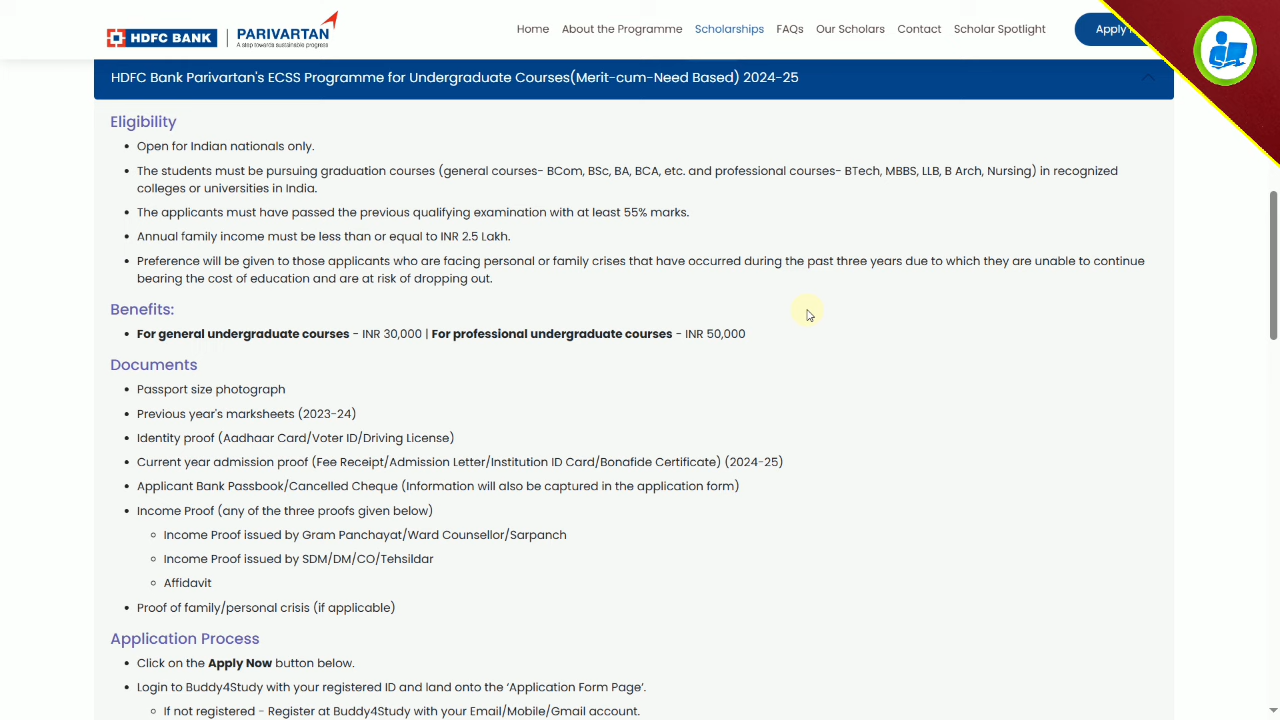 HDFC BANK PARIVARTAN
A step towards sustainable progress
Home About the Programme Scholarships FAQs Our Scholars Contact Scholar Spotlight Apply
HDFC Bank Parivartan's ECSS Programme for Undergraduate Courses(Merit-cum-Need Based) 2024-25
Eligibility
Open for Indian nationals only.
The students must be pursuing graduation courses (general courses- BCom, BSc, BA, BCA, etc. and professional courses- BTech, MBBS, LLB, B Arch, Nursing) in recognized
colleges or universities in India.
The applicants must have passed the previous qualifying examination with at least 55% marks.
Annual family income must be less than or equal to INR 2.5 Lakh.
Preference will be given to those applicants who are facing personal or family crises that have occurred during the past three years due to which they are unable to continue
bearing the cost of education and are at risk of dropping out.
Benefits:
For general undergraduate courses - INR 30,000 | For professional undergraduate courses - INR 50,000
Documents
Passport size photograph
Previous year's marksheets (2023-24)
Identity proof (Aadhaar Card/Voter ID/Driving License)
Current year admission proof (Fee Receipt/Admission Letter/Institution ID Card/Bonafide Certificate) (2024-25)
Applicant Bank Passbook/Cancelled Cheque (Information will also be captured in the application form)
Income Proof (any of the three proofs given below)
Income Proof issued by Gram Panchayat/Ward Counsellor/Sarpanch
Income Proof issued by SDM/DM/CO/Tehsildar
Affidavit
Proof of family/personal crisis (if applicable)
Application Process
Click on the Apply Now button below.
Login to Buddy4Study with your registered ID and land onto the ‘Application Form Page’.
If not registered - Register at Buddy4Study with your Email/Mobile/Gmail account.